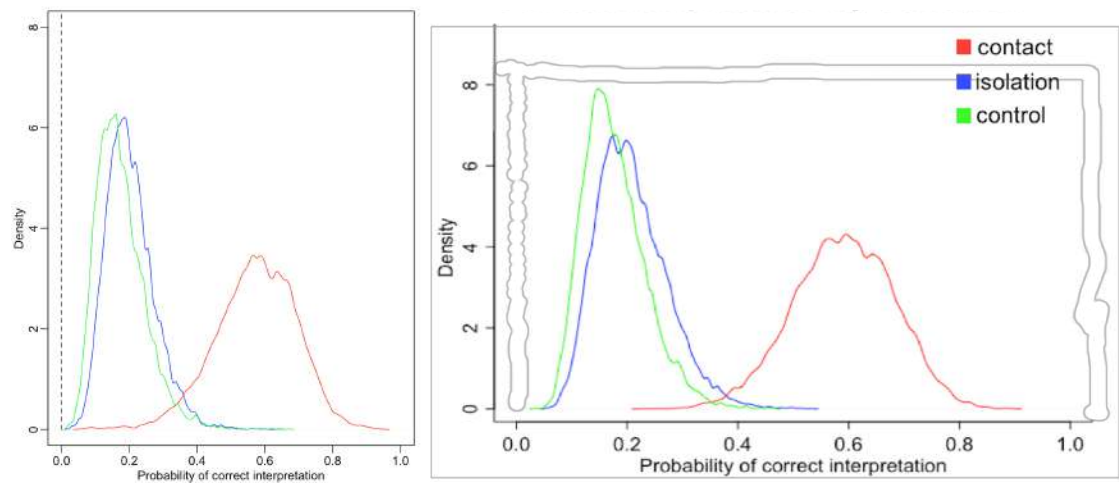 8
6
4
2
0
Density
0.0 0.2 0.4 0.6 0.8 1.0
Probability of correct interpretation
contact
isolation
control
8
6
4
2
0
Density
0.0 0.2 0.4 0.6 0.8 1.0
Probability of correct interpretation